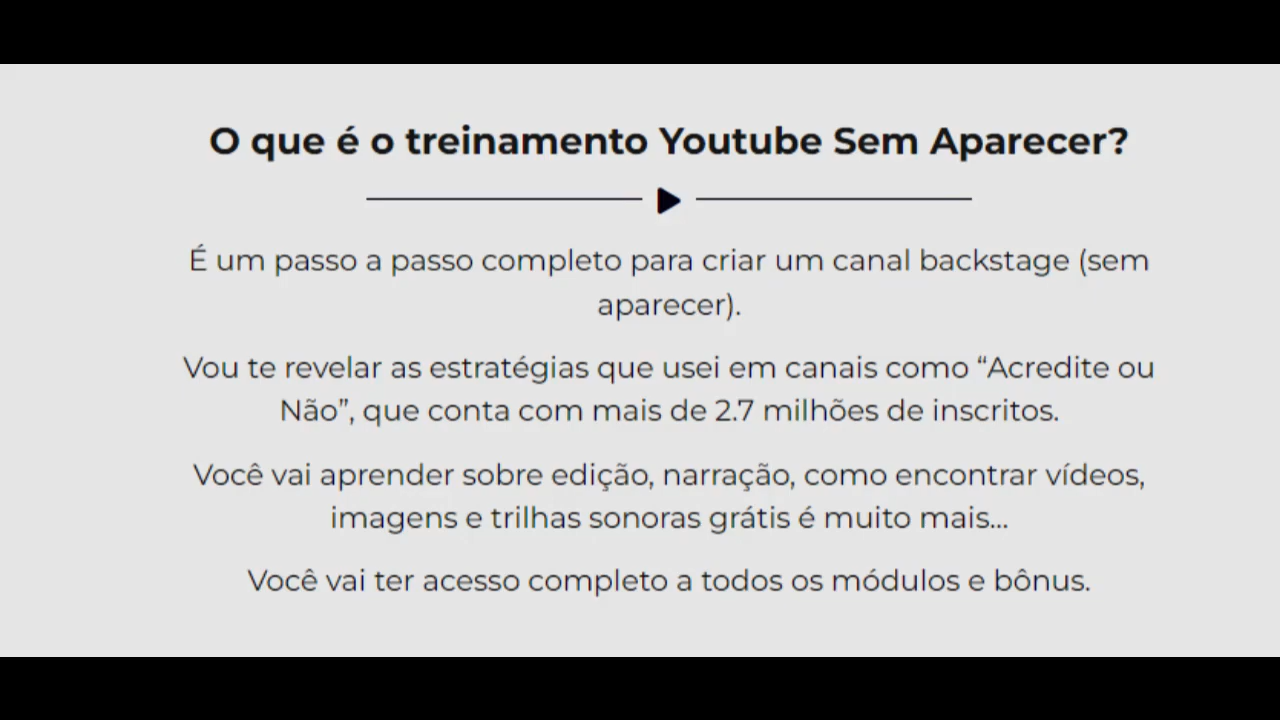 O que é o treinamento Youtube Sem Aparecer?
É um passo a passo completo para criar um canal backstage (sem
aparecer).
Vou te revelar as estratégias que usei em canais como “Acredite ou
Não”, que conta com mais de 2.7 milhões de inscritos.
Você vai aprender sobre edição, narração, como encontrar vídeos,
imagens e trilhas sonoras grátis é muito mais...
Você vai ter acesso completo a todos os módulos e bônus.